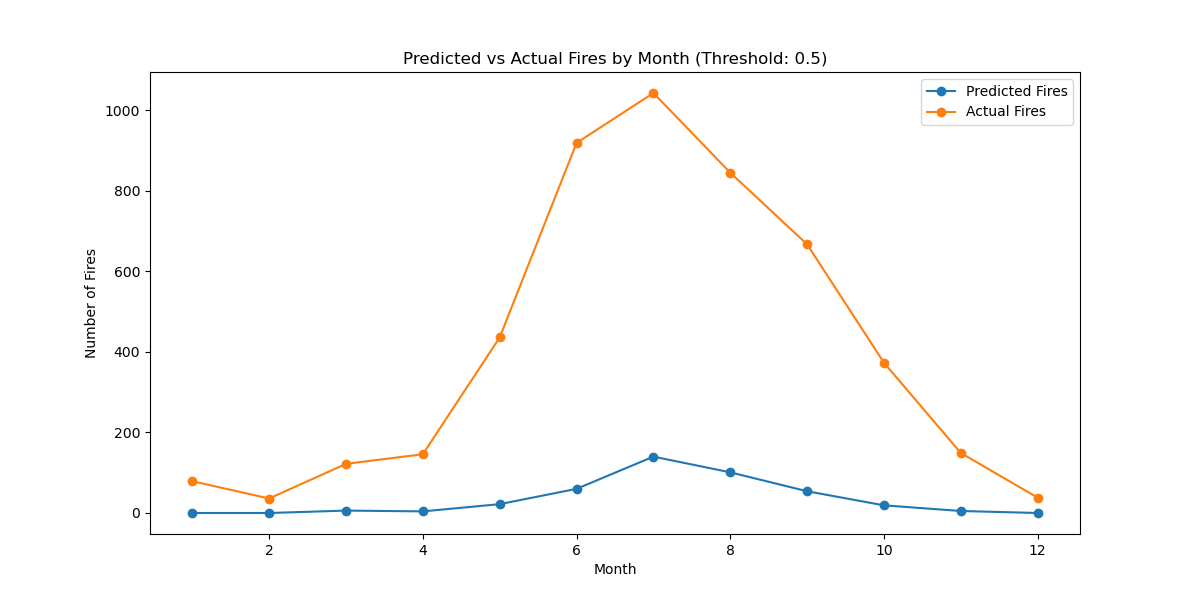 Predicted vs Actual Fires by Month (Threshold: 0.5)
Predicted Fires
Actual Fires
Number of Fires
1000
800
600
400
200
0
2 4 6 8 10 12
Month